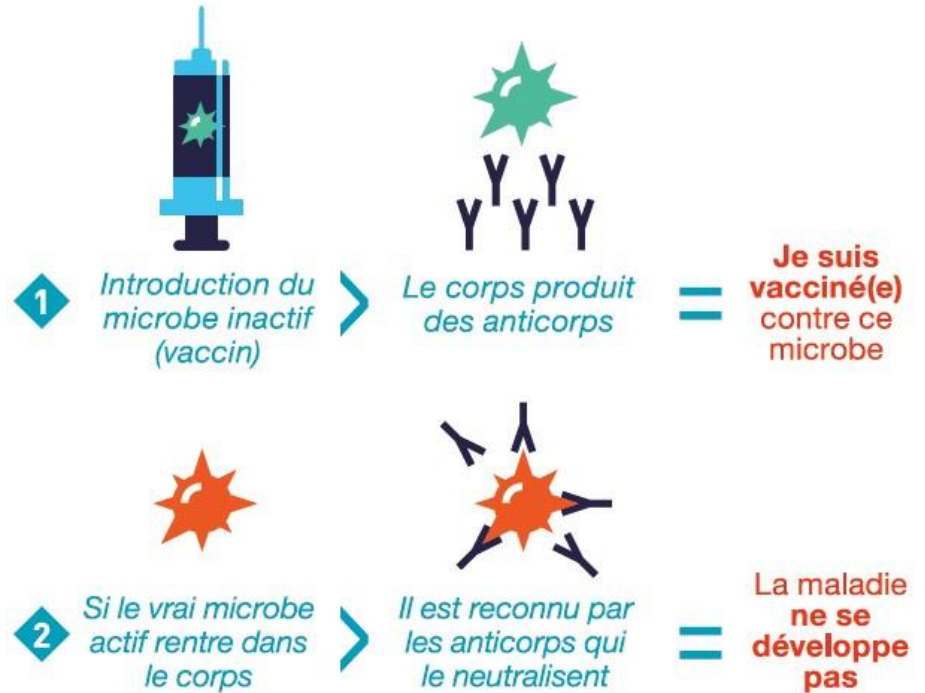 1
Introduction du
microbe inactif
(vaccin)
>
Le corps produit
des anticorps
=
Je suis
vacciné(e)
contre ce
microbe
2
Si le vrai microbe
actif rentre dans
le corps
>
Il est reconnu par
les anticorps qui
le neutralisent
=
La maladie
ne se
développe
pas